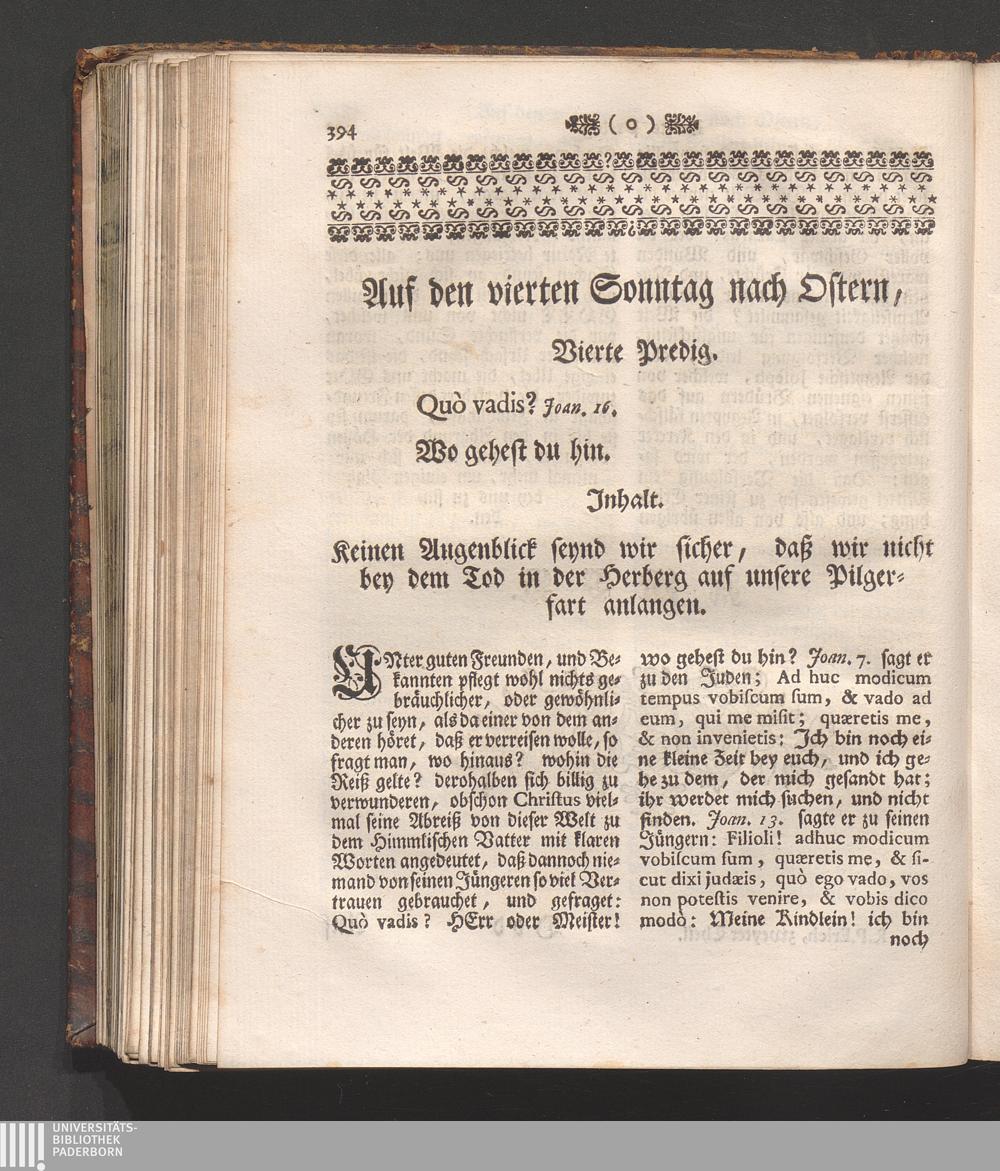 394
( o )
Auf den vierten Sonntag nach Ostern,
Vierte Predig.
Quò vadis? Joan. 16.
Wo gehest du hin.
Inhalt.
Keinen Augenblick seynd wir sicher, daß wir nicht
bey dem Tod in der Herberg auf unsere Pilger-
fart anlangen.
UNter guten Freunden, und Be-
kannten pflegt wohl nichts ge-
bräuchlicher, oder gewöhnli-
cher zu seyn, als da einer von dem an-
deren höret, daß er verreisen wolle, so
fragt man, wo hinaus? wohin die
Reiß gelte? derohalben sich billig zu
verwunderen, obschon Christus viel-
mal seine Abreiß von dieser Welt zu
dem Himmlischen Vatter mit klaren
Worten angedeutet, daß dannoch nie-
mand von seinen Jüngeren so viel Ver-
trauen gebrauchet, und gefraget:
Quò vadis? HErr oder Meister!
wo gehest du hin? Joan. 7. sagt er
zu den Juden; Ad huc modicum
tempus vobiscum sum, & vado ad
eum, qui me misit; quæretis me,
& non invenietis: Ich bin noch ei-
ne kleine Zeit bey euch, und ich ge-
he zu dem, der mich gesandt hat;
ihr werdet mich suchen, und nicht
finden. Joan. 13. sagte er zu seinen
Jüngern: Filioli! adhuc modicum
vobiscum sum, quæretis me, & si-
cut dixi judæis, quò ego vado, vos
non potestis venire, & vobis dico
modò: Meine Kindlein! ich bin
noch
UNIVERSITÄTS-
BIBLIOTHEK
PADERBORN